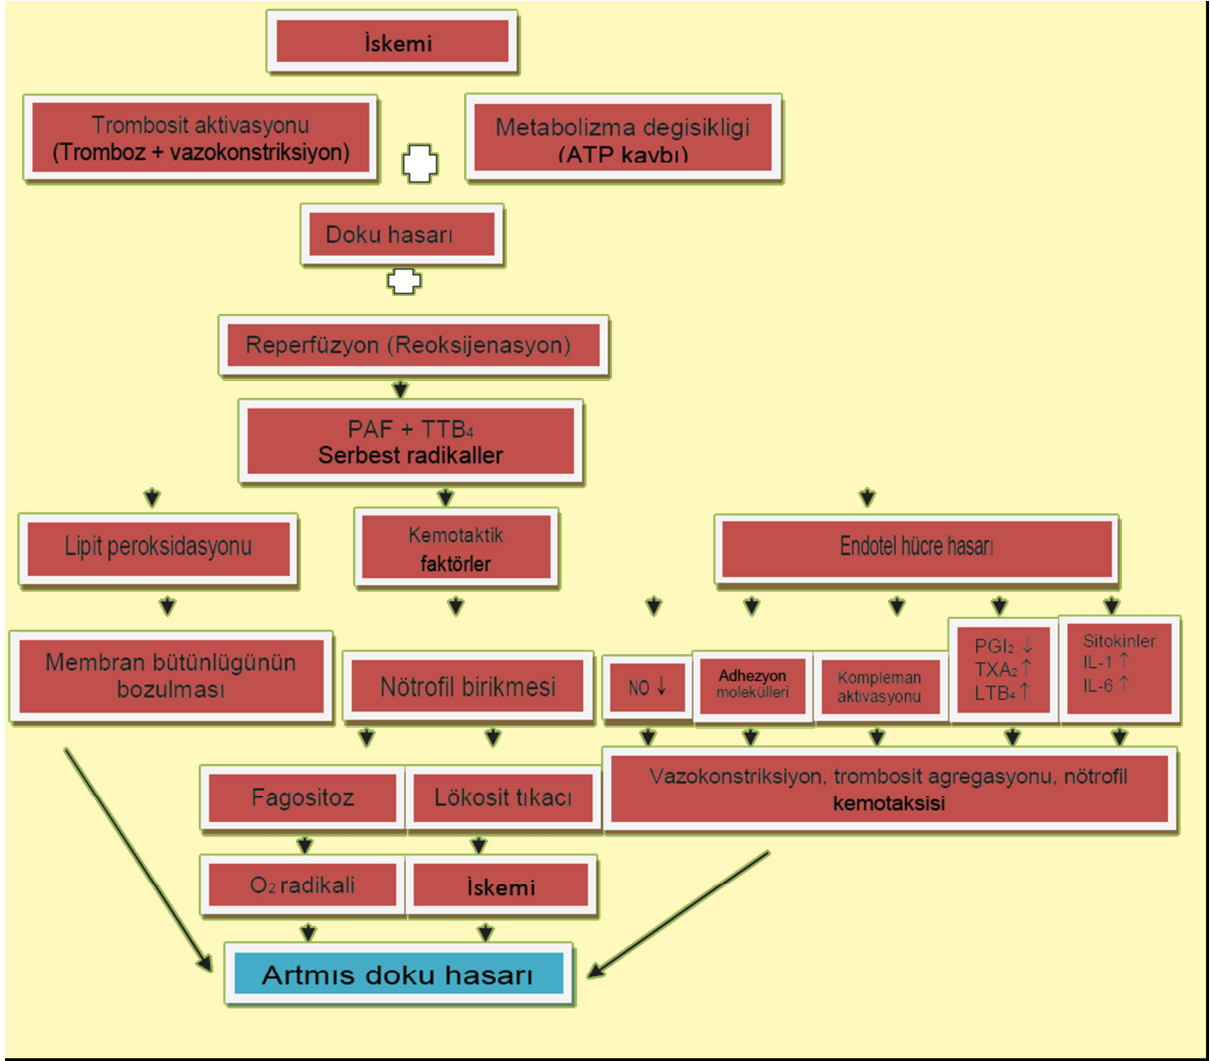 İskemi
Trombosit aktivasyonu
(Tromboz + vazokonstriksiyon)
Metabolizma degisikligi
(ATP kaybı)
Doku hasarı
Reperfüzyon (Reoksijenasyon)
PAF + TTB₄
Serbest radikaller
Lipit peroksidasyonu
Kemotaktik
faktörler
Endotel hücre hasarı
Membran bütünlügünün
bozulması
Nötrofil birikmesi
NO ↓
Adhezyon
molekülleri
Kompleman
aktivasyonu
PGI₂ ↓
TXA₂ ↑
LTB₄ ↑
Sitokinler
IL-1 ↑
IL-6 ↑
Fagositoz
Lökosit tıkacı
Vazokonstriksiyon, trombosit agregasyonu, nötrofil
kemotaksisi
O₂ radikali
İskemi
Artmıs doku hasarı